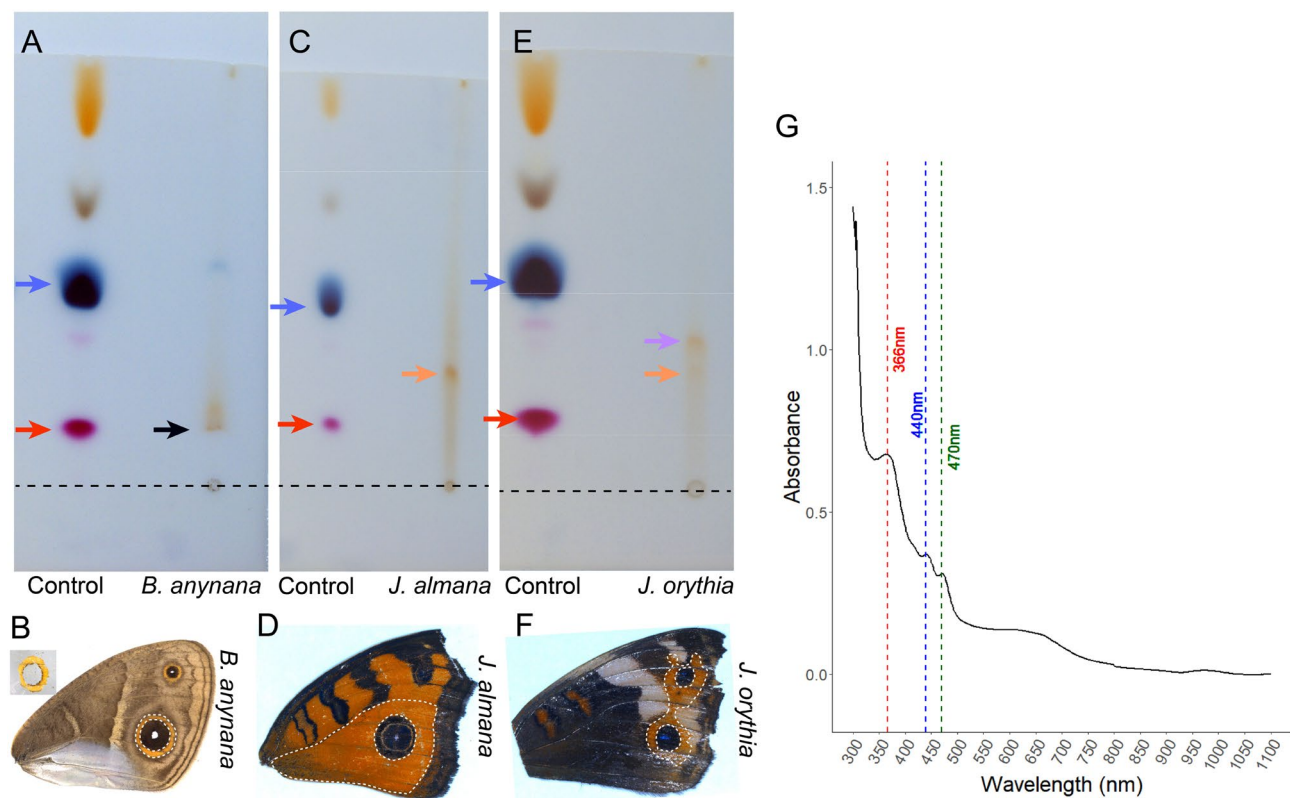 A
C
E
Control
B. anynana
Control
J. almana
Control
J. orythia
B
B. anynana
D
J. almana
F
J. orythia
G
Absorbance
1.5
1.0
0.5
0.0
366nm
440nm
470nm
300
350
400
450
500
550
600
650
700
750
800
850
900
950
1000
1050
1100
Wavelength (nm)